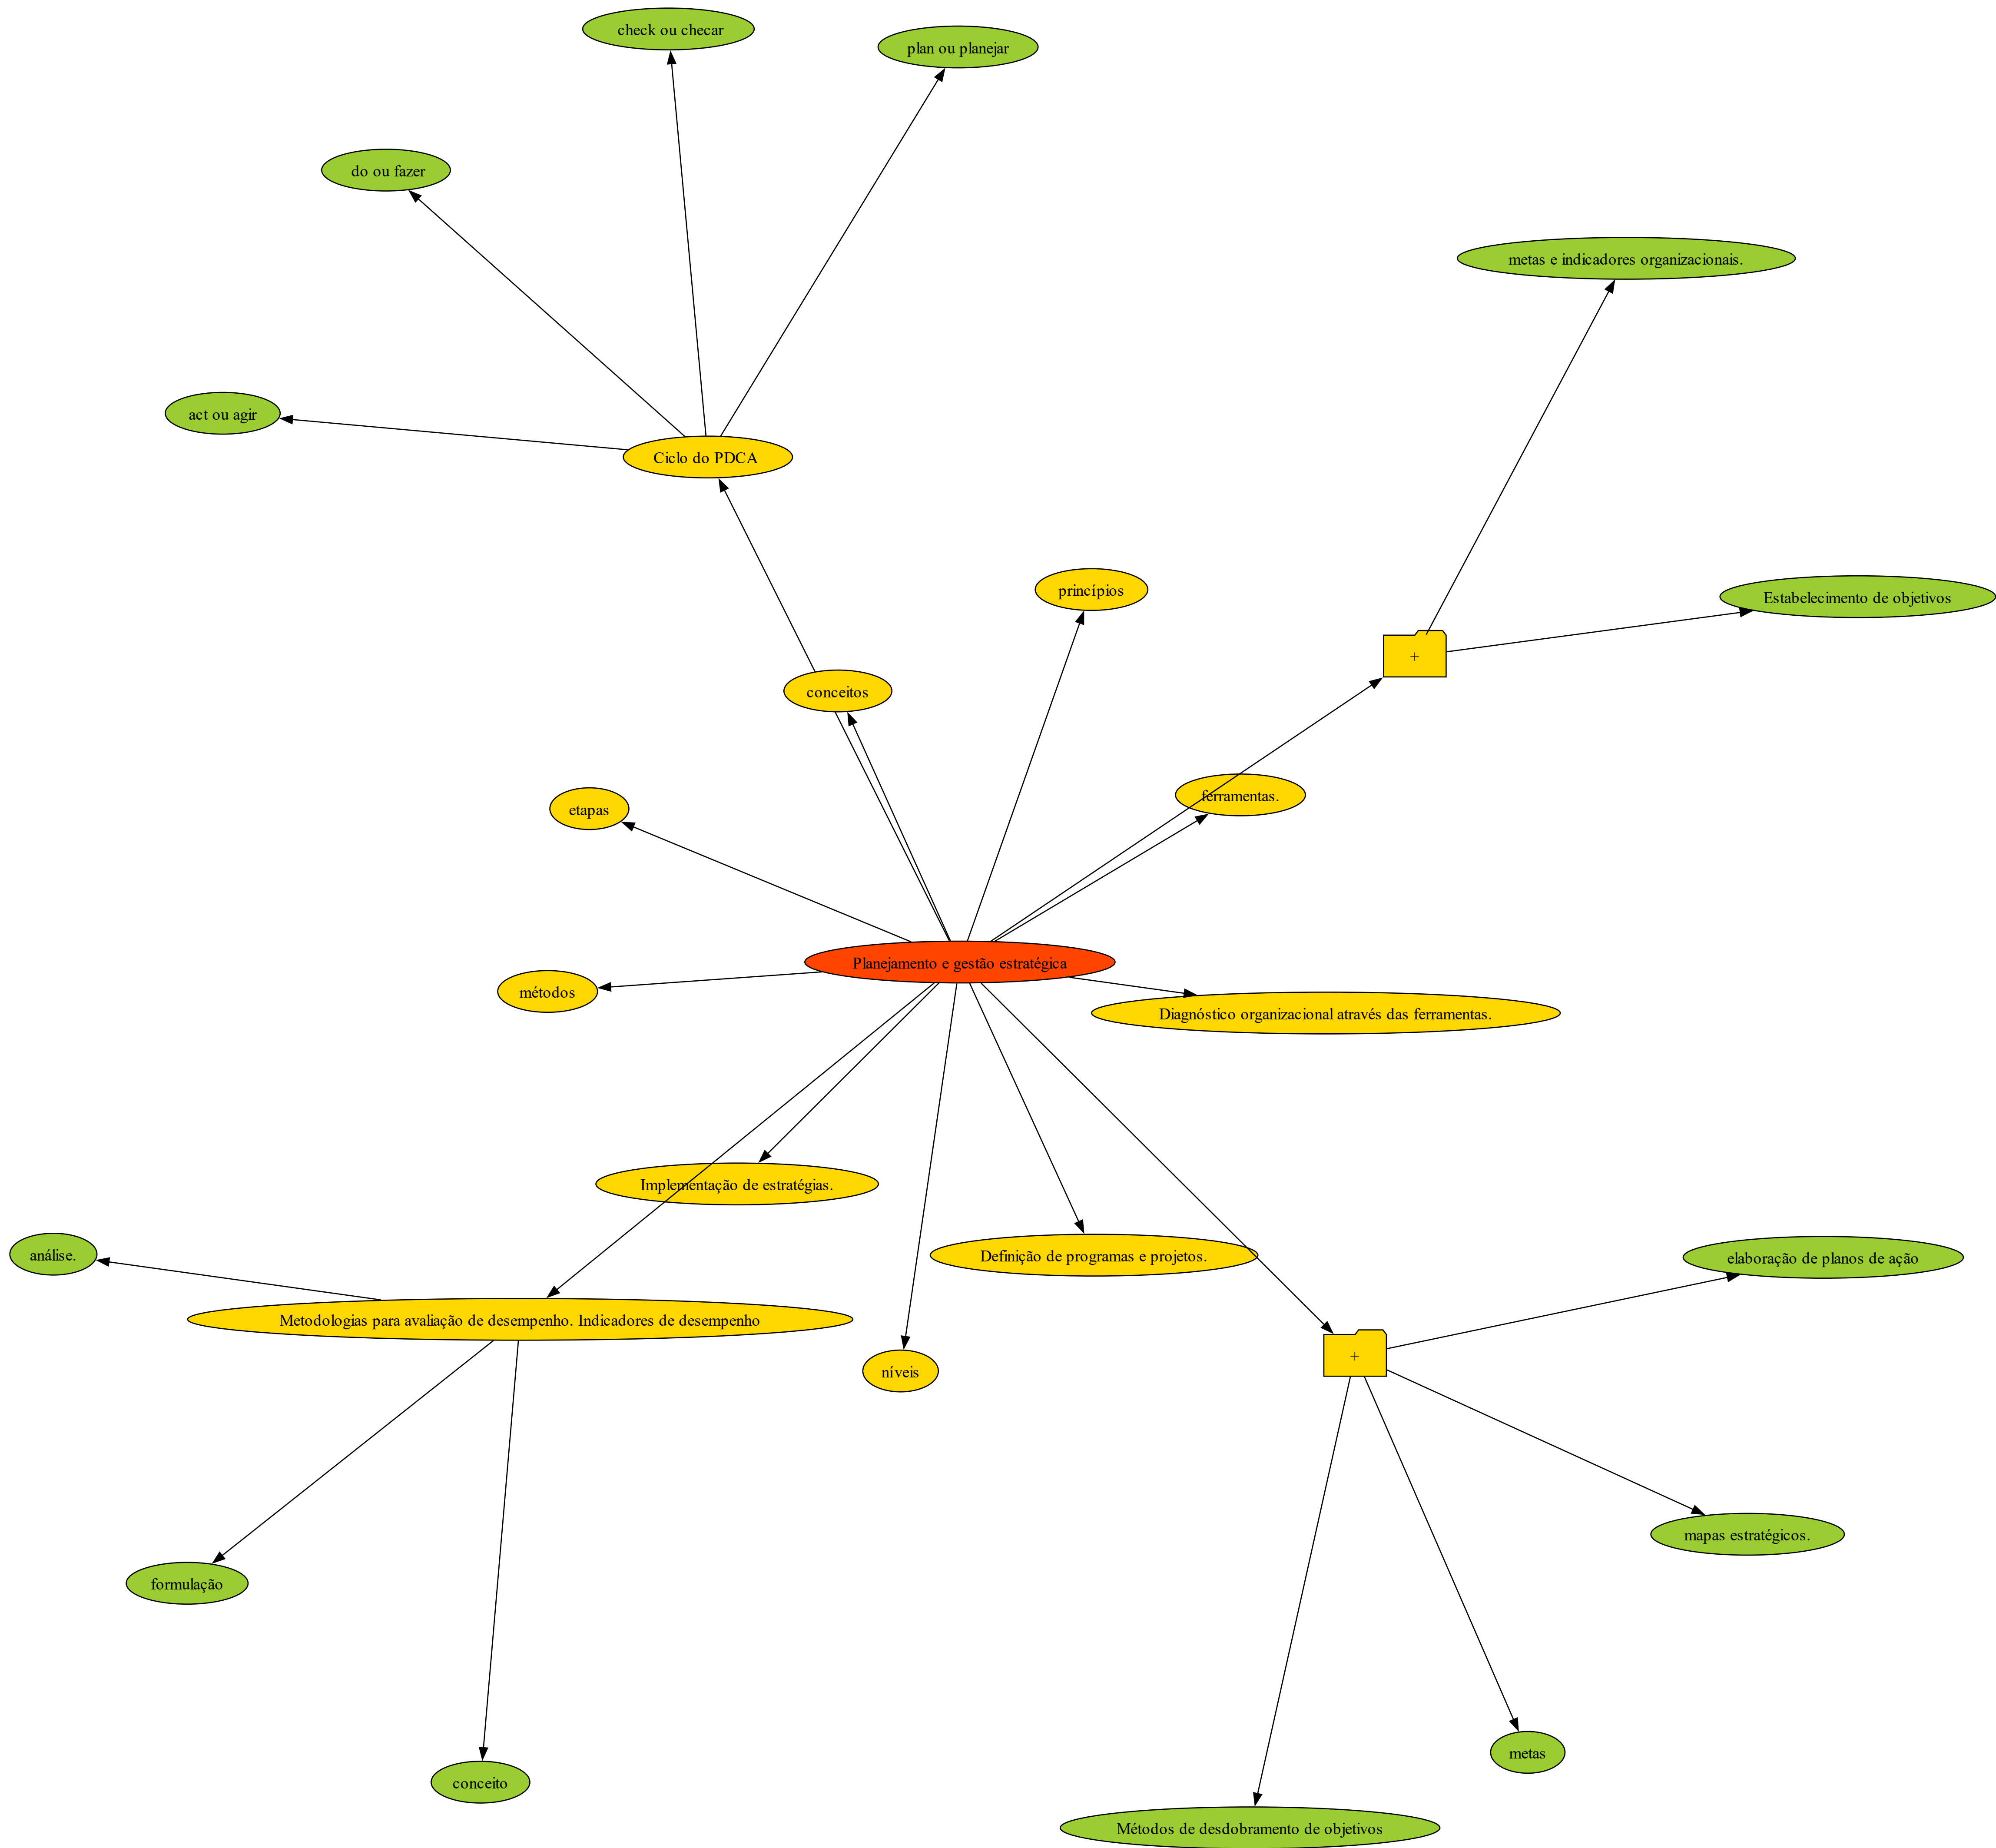 check ou checar
plan ou planejar
do ou fazer
metas e indicadores organizacionais.
act ou agir
Ciclo do PDCA
princípios
Estabelecimento de objetivos
+
conceitos
ferramentas.
etapas
Planejamento e gestão estratégica
métodos
Diagnóstico organizacional através das ferramentas.
Implementação de estratégias.
análise.
Definição de programas e projetos.
elaboração de planos de ação
Metodologias para avaliação de desempenho. Indicadores de desempenho
+
níveis
mapas estratégicos.
formulação
metas
conceito
Métodos de desdobramento de objetivos